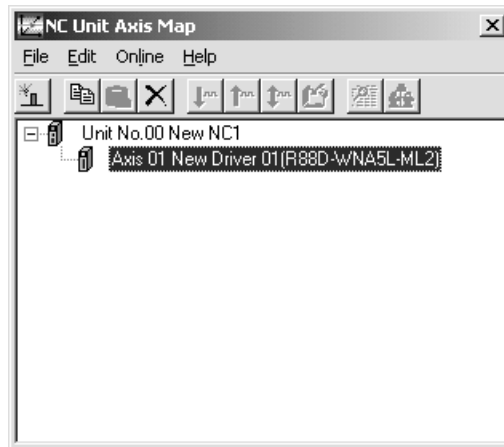 NC Unit Axis Map
File Edit Online Help
Unit No.00 New NC1
Axis 01 New Driver 01(R88D-WNA5L-ML2)